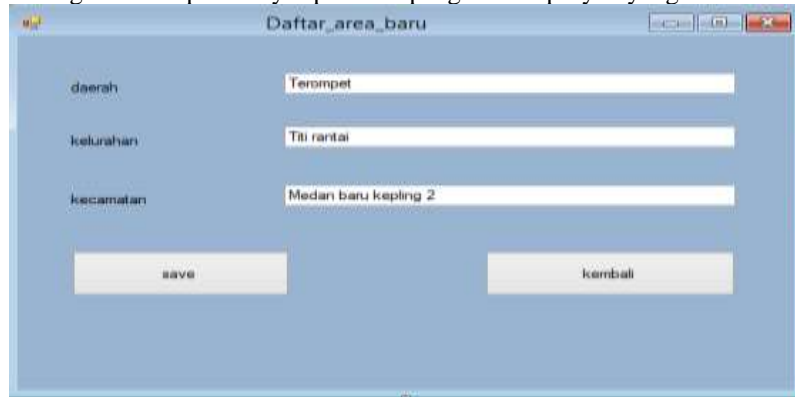 Daftar_area_baru
daerah Terompet
kelurahan Titi rantai
kecamatan Medan baru kepling 2
save kembali